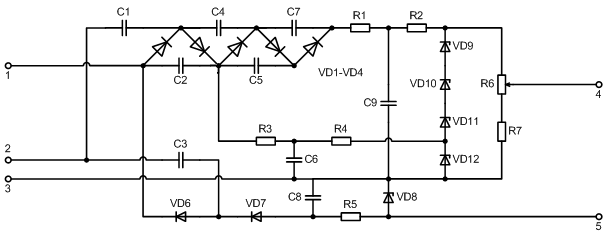 C1 C4 C7 R1 R2
VD9
1 C2 C5 VD1-VD4 VD10 R6 4
C9
VD11 R7
R3 R4
2 C3 C6 VD12
3
C8 VD8
VD6 VD7 R5
5